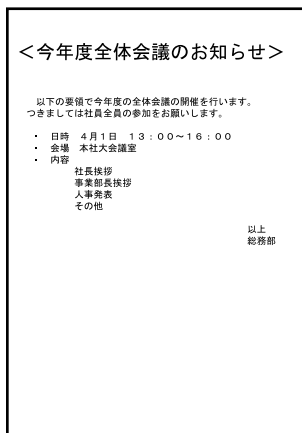 ＜今年度全体会議のお知らせ＞
以下の要領で今年度の全体会議の開催を行います。
つきましては社員全員の参加をお願いします。
・ 日時　４月１日　１３：００～１６：００
・ 会場　本社大会議室
・ 内容
社長挨拶
事業部長挨拶
人事発表
その他
以上
総務部